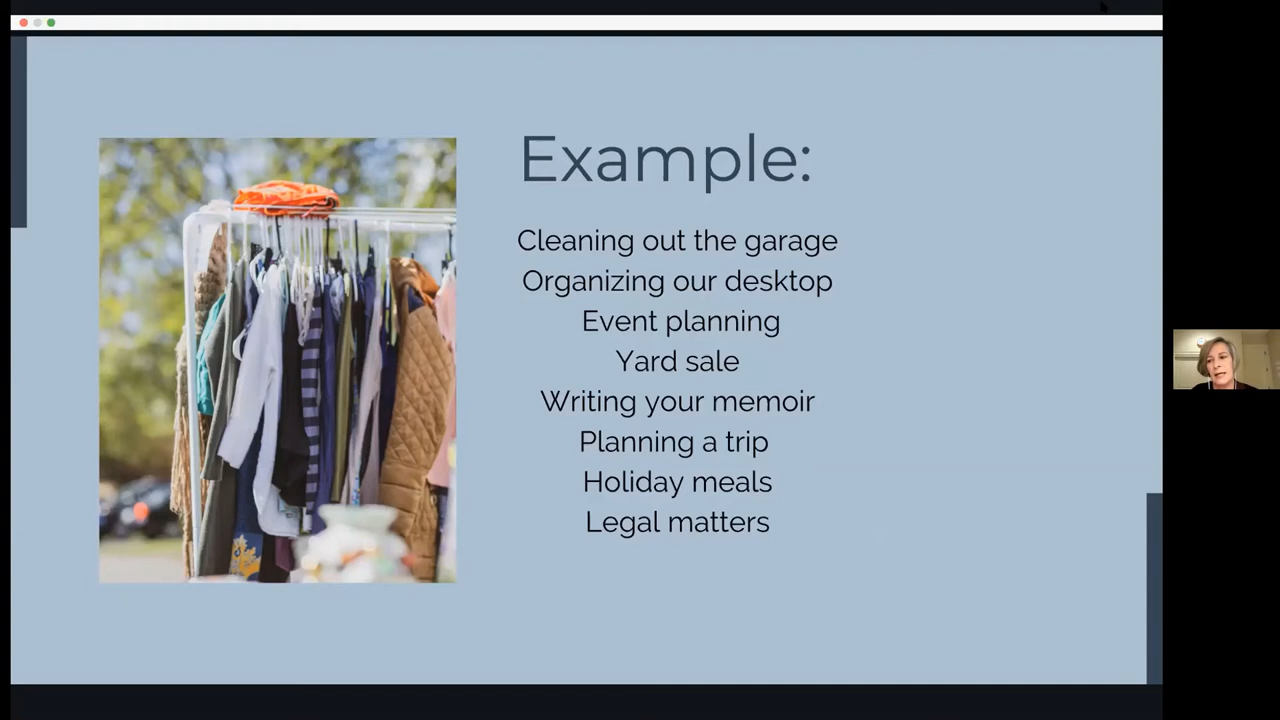 Example:
Cleaning out the garage
Organizing our desktop
Event planning
Yard sale
Writing your memoir
Planning a trip
Holiday meals
Legal matters